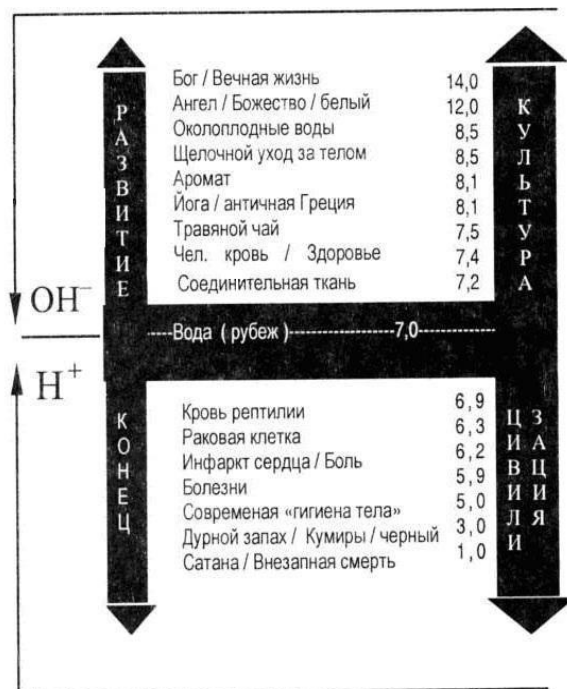 Бог / Вечная жизнь 14,0
Ангел / Божество / белый 12,0
Околоплодные воды 8,5
Щелочной уход за телом 8,5
Аромат 8,1
Йога / античная Греция 8,1
Травяной чай 7,5
Чел. кровь / Здоровье 7,4
Соединительная ткань 7,2
РАЗВИТИЕ
КУЛЬТУРА
OH⁻
-----Вода ( рубеж )-----------------7,0------------
H⁺
Кровь рептилии 6,9
Раковая клетка 6,3
Инфаркт сердца / Боль 6,2
Болезни 5,9
Современая «гигиена тела» 5,0
Дурной запах / Кумиры / черный 3,0
Сатана / Внезапная смерть 1,0
КОНЕЦ
ЦИВИЛИ
ЗАЦИЯ